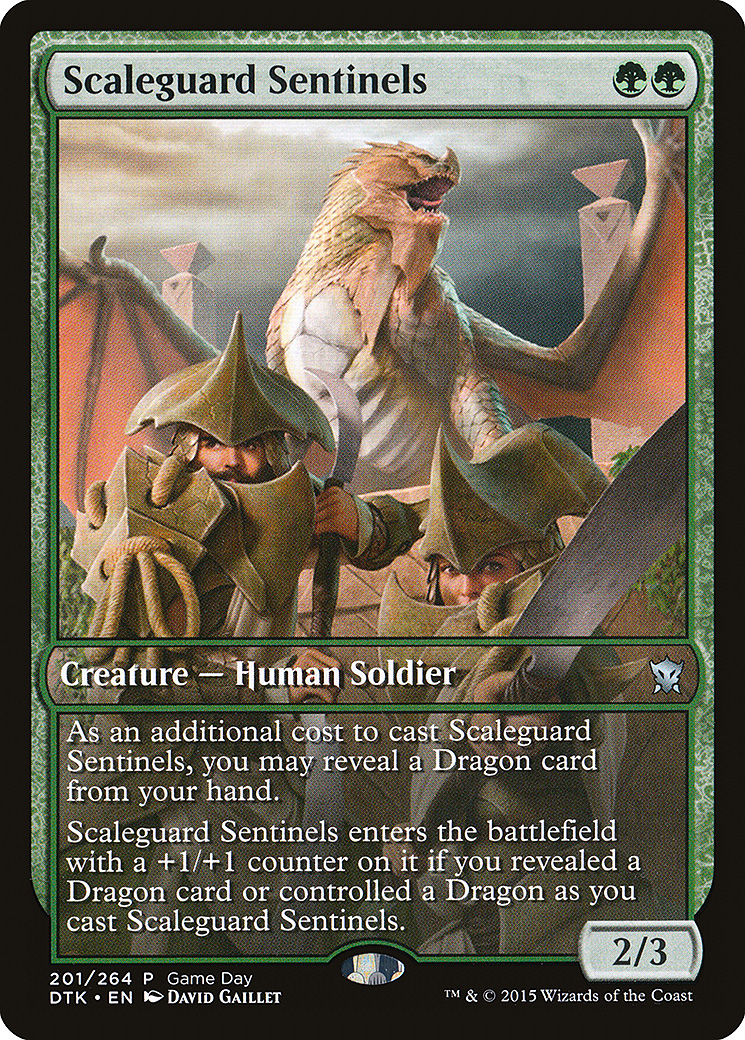 Scaleguard Sentinels
Creature — Human Soldier
As an additional cost to cast Scaleguard
Sentinels, you may reveal a Dragon card
from your hand.
Scaleguard Sentinels enters the battlefield
with a +1/+1 counter on it if you revealed a
Dragon card or controlled a Dragon as you
cast Scaleguard Sentinels.
2/3
201/264 P Game Day
DTK • EN DAVID GAILLET
™ & © 2015 Wizards of the Coast